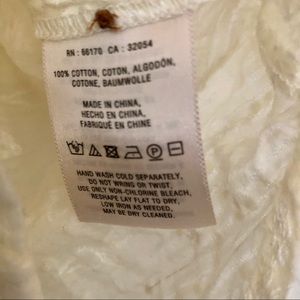 RN : 66170 CA : 32054
100% COTTON, COTON, ALGODÓN,
COTONE, BAUMWOLLE
MADE IN CHINA,
HECHO EN CHINA,
FABRIQUÉ EN CHINE
HAND WASH COLD SEPARATELY,
DO NOT WRING OR TWIST,
USE ONLY NON-CHLORINE BLEACH,
RESHAPE LAY FLAT TO DRY,
LOW IRON AS NEEDED,
MAY BE DRY CLEANED.